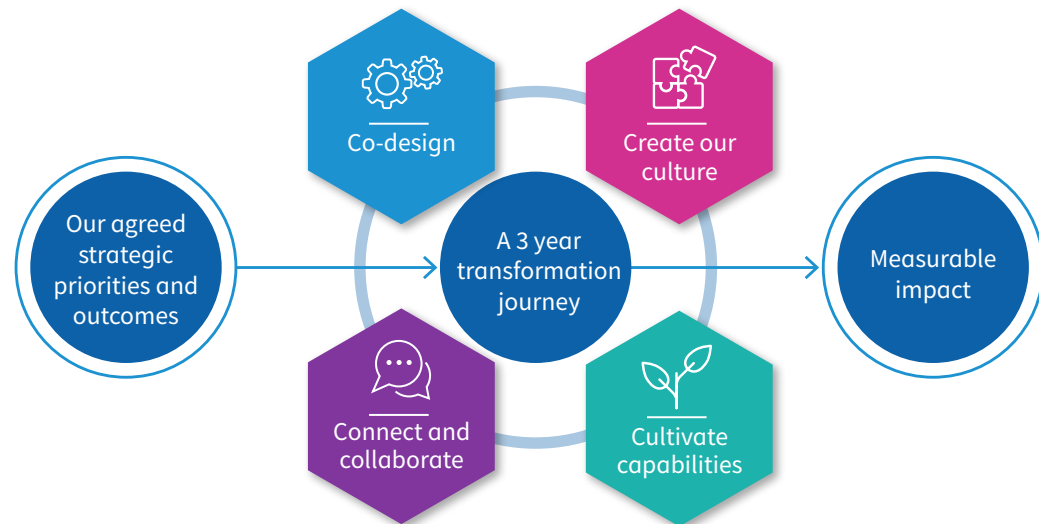 Co-design
Create our
culture
Our agreed
strategic
priorities and
outcomes
A 3 year
transformation
journey
Measurable
impact
Connect and
collaborate
Cultivate
capabilities